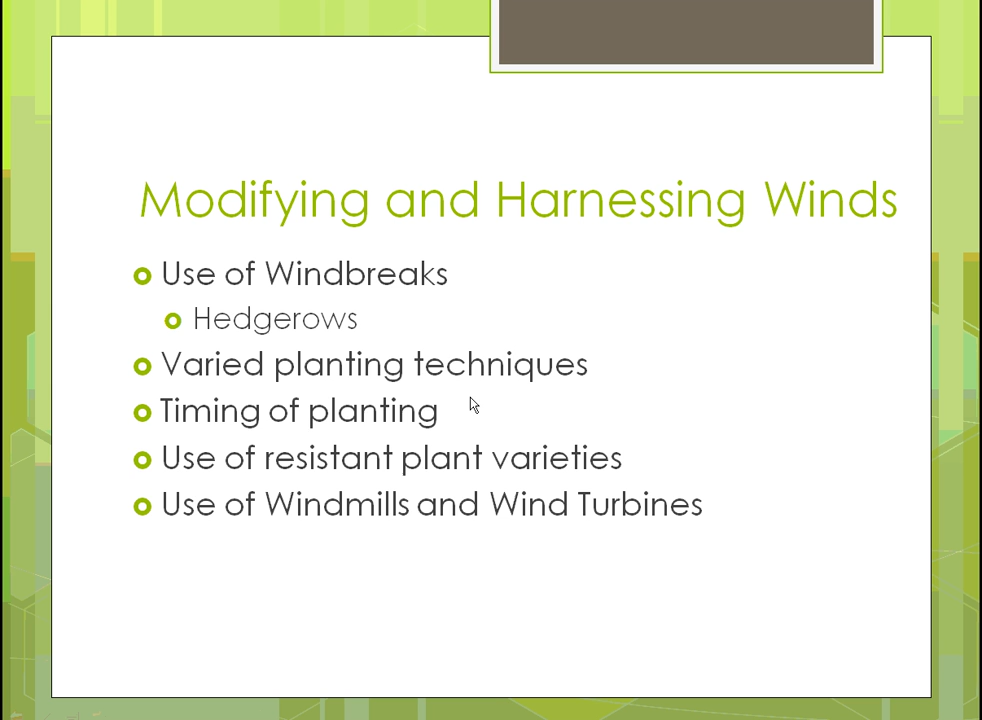 Modifying and Harnessing Winds
Use of Windbreaks
Hedgerows
Varied planting techniques
Timing of planting
Use of resistant plant varieties
Use of Windmills and Wind Turbines